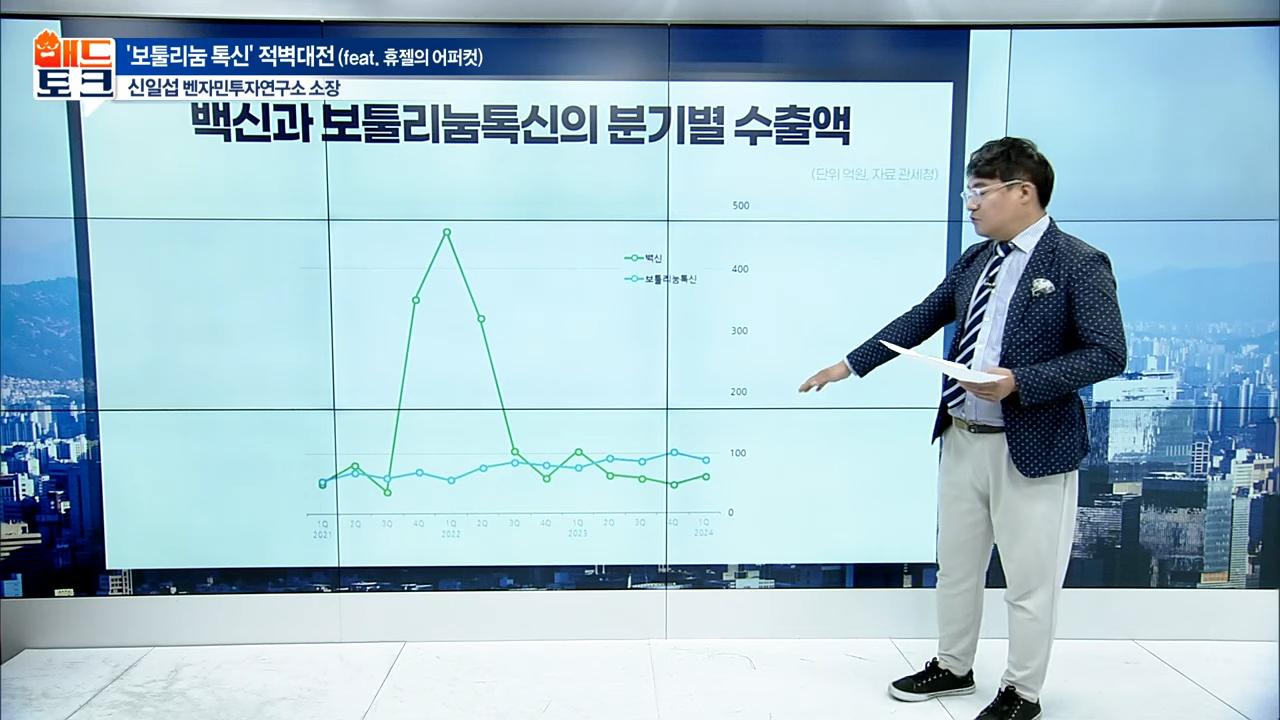 배드
토크
'보툴리눔 톡신' 적벽대전 (feat. 휴젤의 어퍼컷)
신일섭 벤자민투자연구소 소장
백신과 보툴리눔톡신의 분기별 수출액
(단위 억원, 자료 관세청)
500
백신
400
보툴리눔톡신
300
200
100
0
1Q 2Q 3Q 4Q 1Q 2Q 3Q 4Q 1Q 2Q 3Q 4Q 1Q
2021 2022 2023 2024